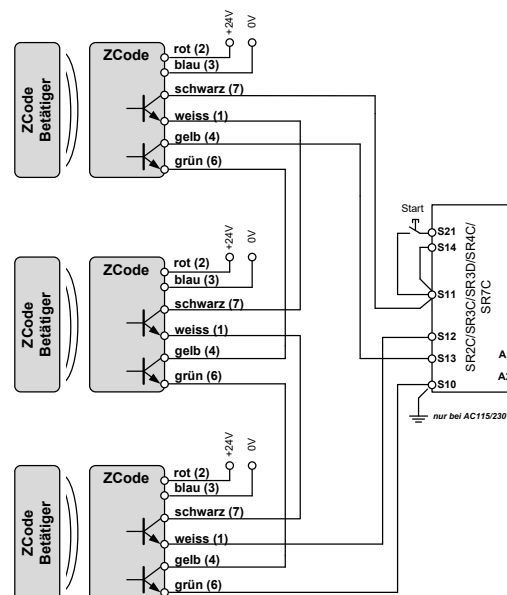 +24V
0V
ZCode
Betätiger
ZCode
rot (2)
blau (3)
schwarz (7)
weiss (1)
gelb (4)
grün (6)
+24V
0V
ZCode
Betätiger
ZCode
rot (2)
blau (3)
schwarz (7)
weiss (1)
gelb (4)
grün (6)
+24V
0V
ZCode
Betätiger
ZCode
rot (2)
blau (3)
schwarz (7)
weiss (1)
gelb (4)
grün (6)
Start
S21
S14
S11
S12
S13
S10
SR2C/SR3C/SR3D/SR4C/
SR7C
A
nur bei AC115/230